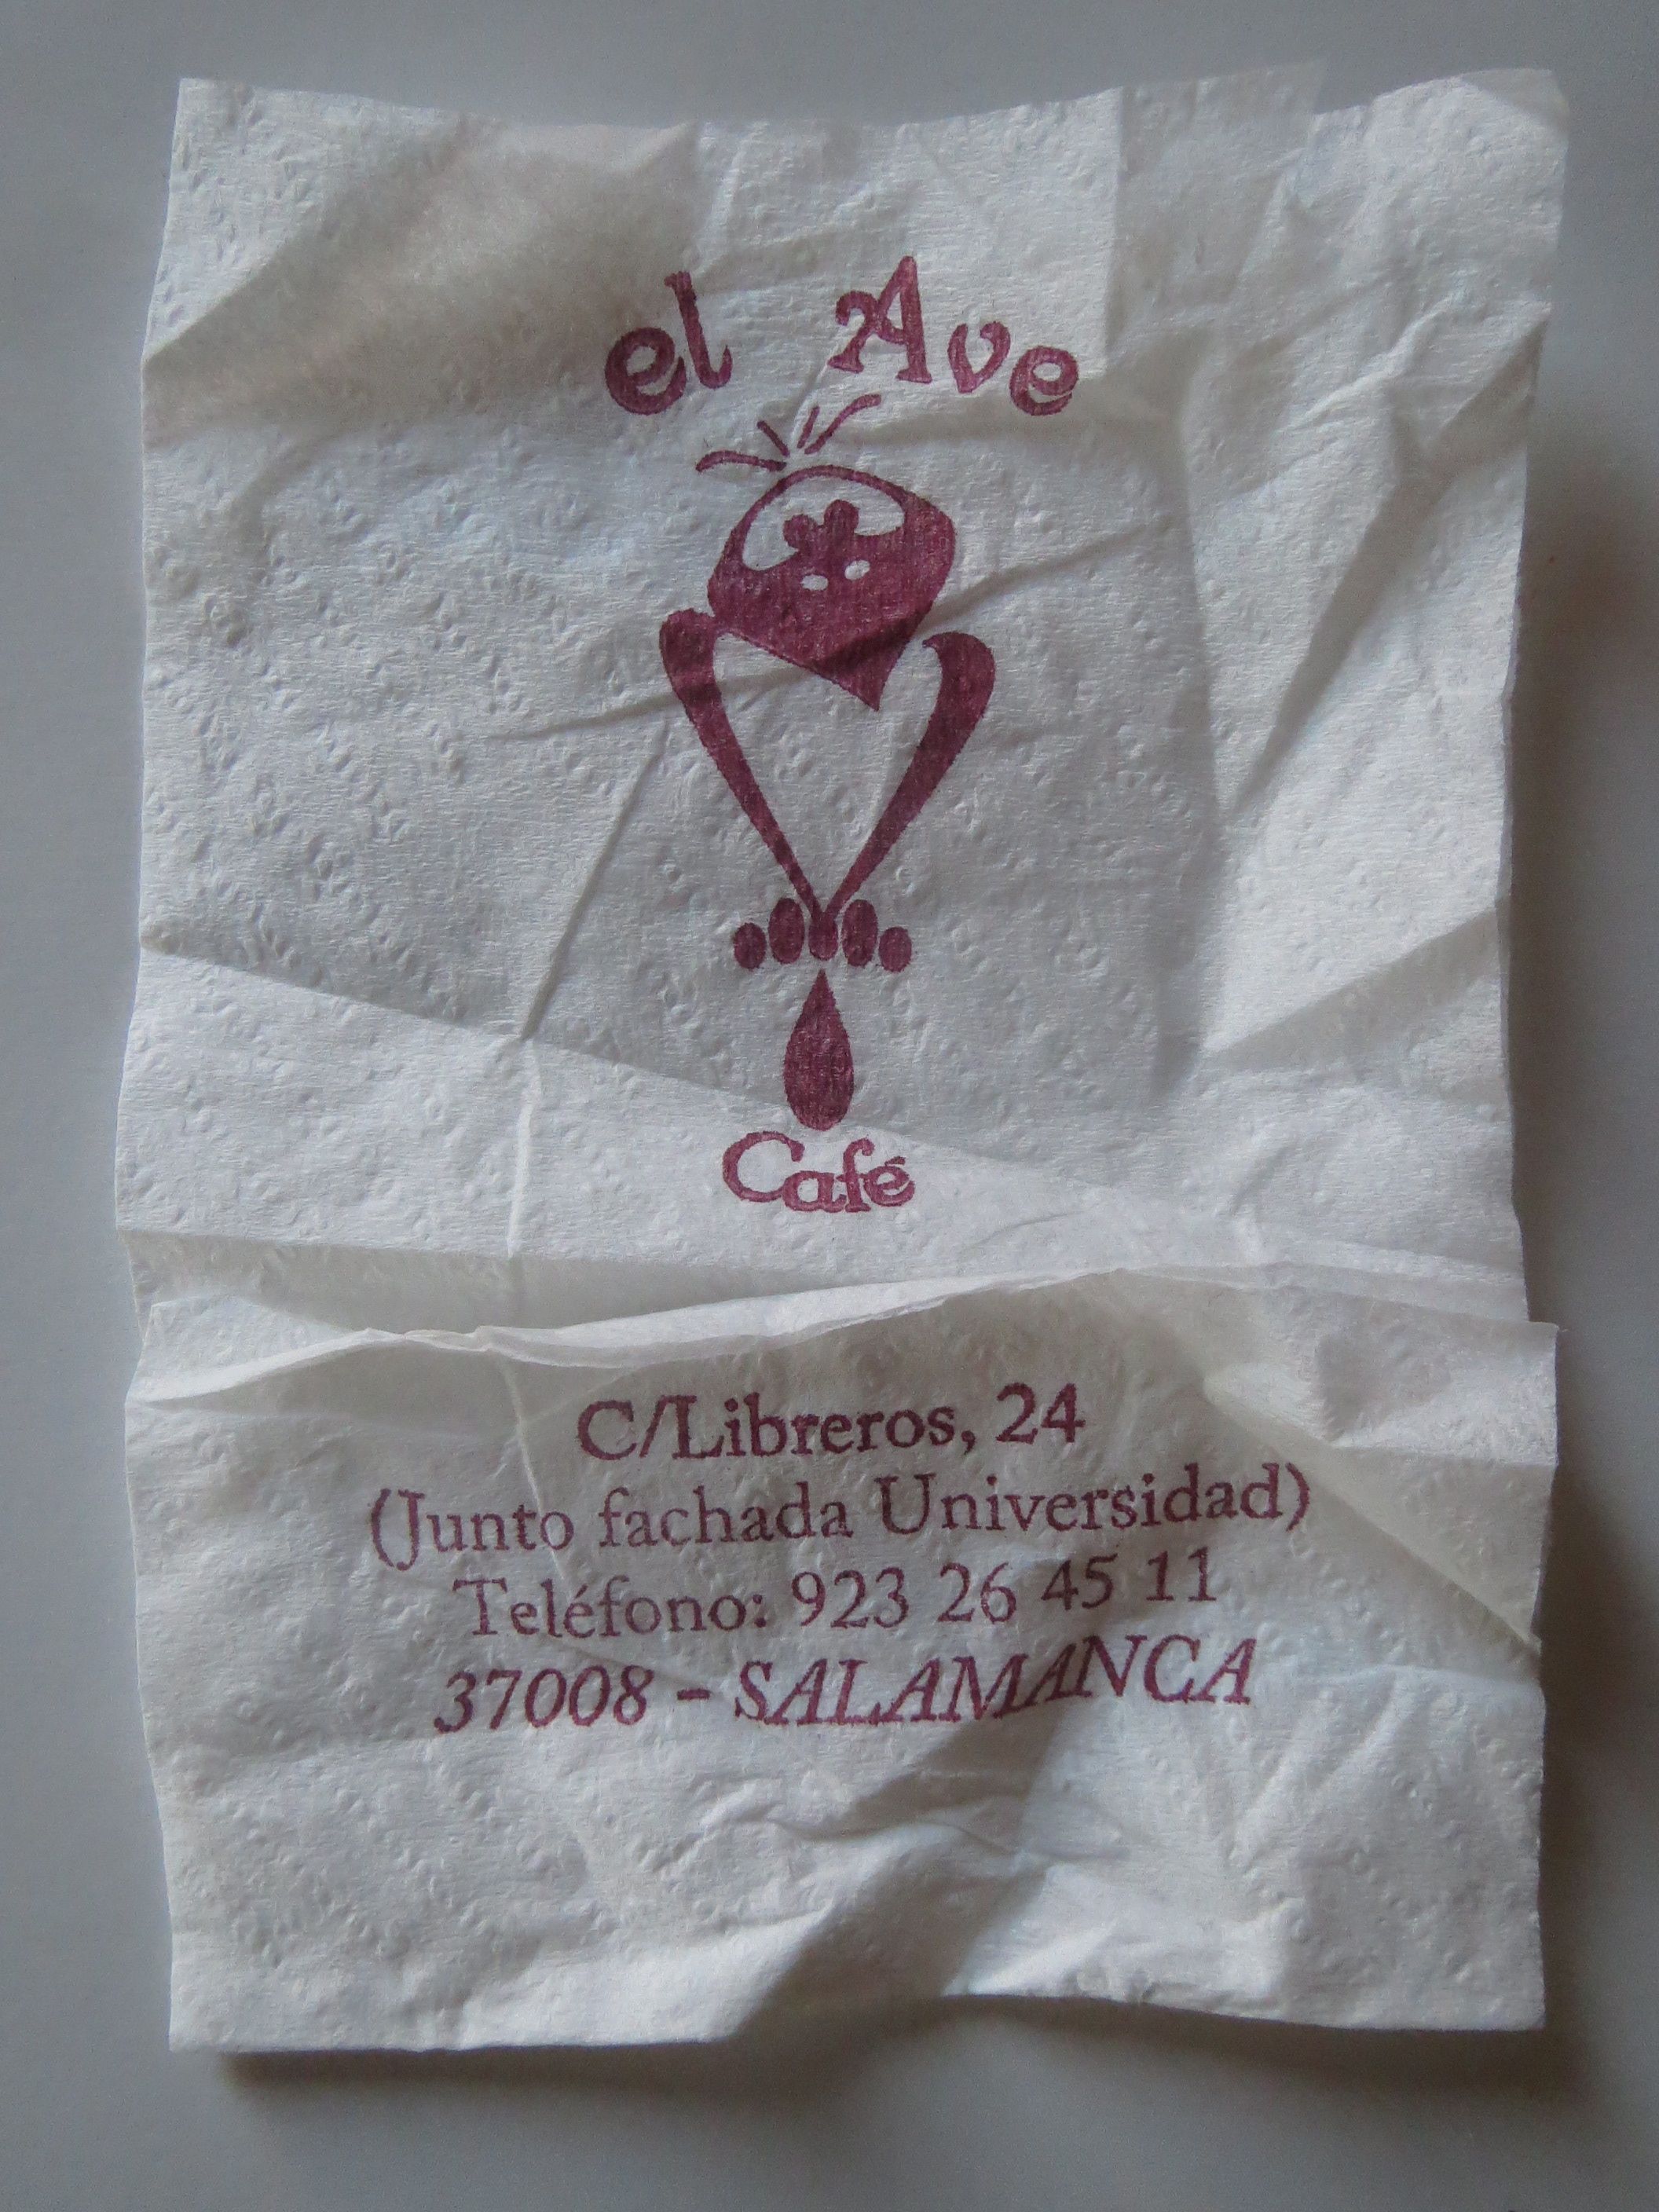 el Ave
Café
C/Libreros, 24
(Junto fachada Universidad)
Teléfono: 923 26 45 11
37008 - SALAMANCA